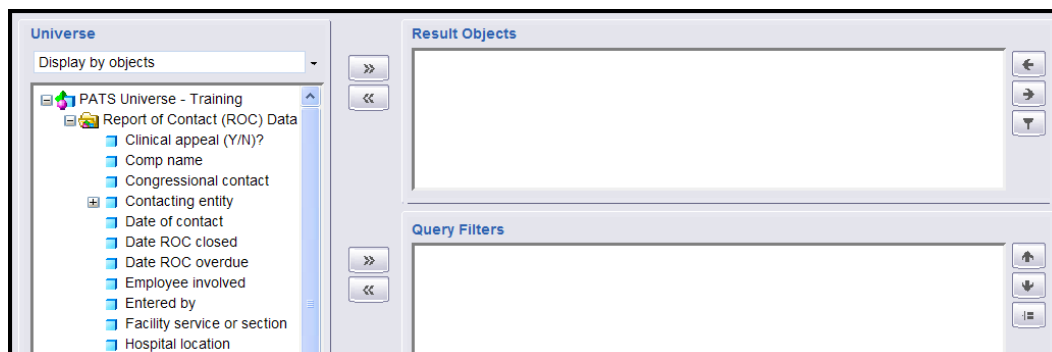 Universe
Display by objects
PATS Universe - Training
Report of Contact (ROC) Data
Clinical appeal (Y/N)?
Comp name
Congressional contact
Contacting entity
Date of contact
Date ROC closed
Date ROC overdue
Employee involved
Entered by
Facility service or section
Hospital location
Result Objects
Query Filters